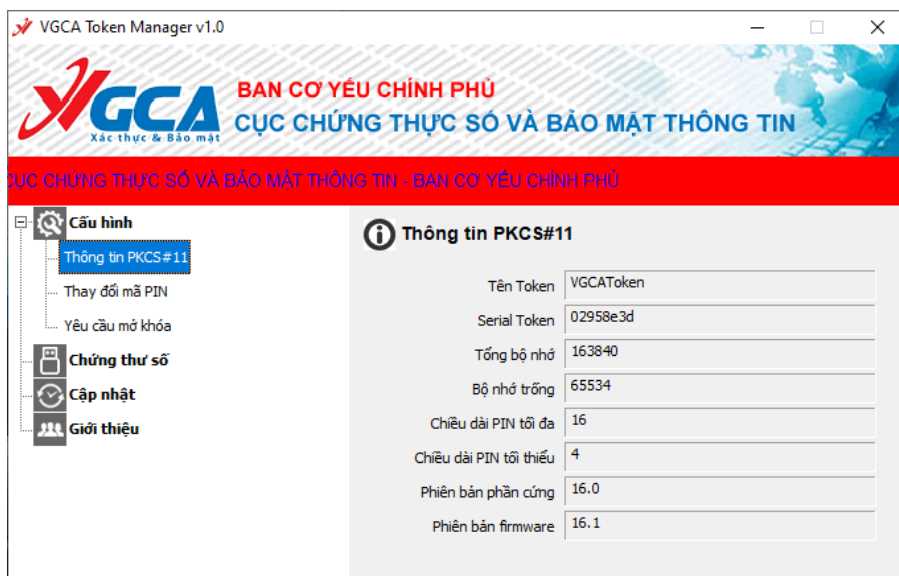 VGCA Token Manager v1.0
VGCA
Xác thực & Bảo mật
BAN CƠ YẾU CHÍNH PHỦ
CỤC CHỨNG THỰC SỐ VÀ BẢO MẬT THÔNG TIN
CỤC CHỨNG THỰC SỐ VÀ BẢO MẬT THÔNG TIN - BAN CƠ YẾU CHÍNH PHỦ
Cấu hình
Thông tin PKCS#11
Thay đổi mã PIN
Yêu cầu mở khóa
Chứng thư số
Cập nhật
Giới thiệu
Thông tin PKCS#11
Tên Token VGCAToken
Serial Token 02958e3d
Tổng bộ nhớ 163840
Bộ nhớ trống 65534
Chiều dài PIN tối đa 16
Chiều dài PIN tối thiểu 4
Phiên bản phần cứng 16.0
Phiên bản firmware 16.1